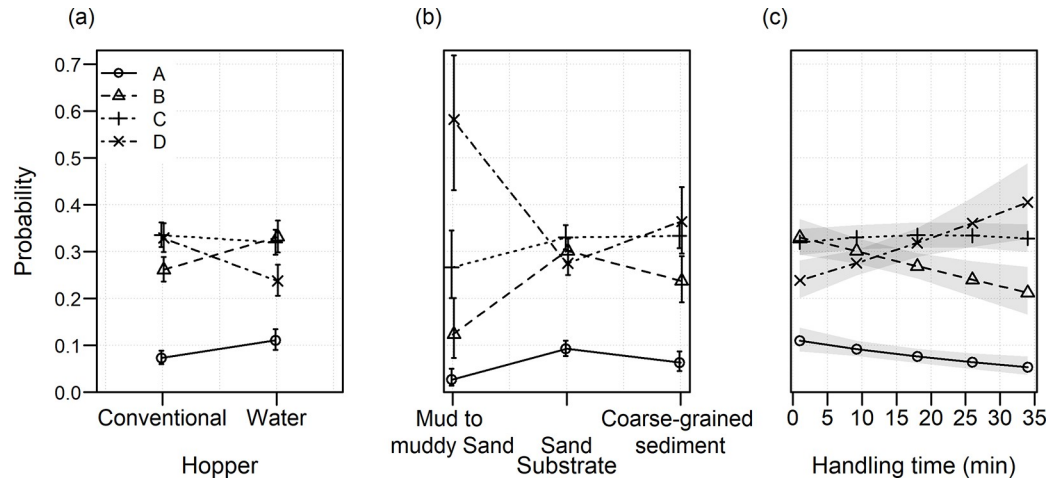 (a)
(b)
(c)
Probability
0.7
0.6
0.5
0.4
0.3
0.2
0.1
0.0
A
B
C
D
Conventional Water
Hopper
Mud to
muddy Sand
Sand
Coarse-grained
sediment
Substrate
0 5 10 15 20 25 30 35
Handling time (min)